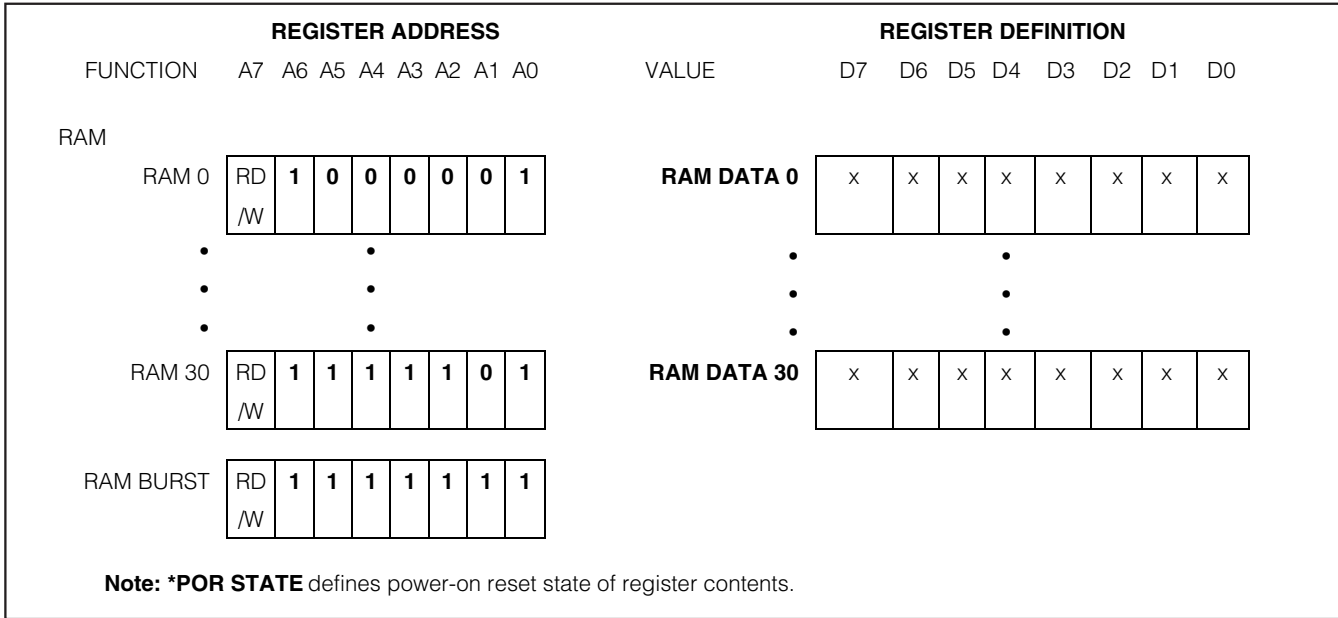 REGISTER ADDRESS REGISTER DEFINITION
FUNCTION A7 A6 A5 A4 A3 A2 A1 A0 VALUE D7 D6 D5 D4 D3 D2 D1 D0
RAM
RAM 0 RD 1 0 0 0 0 0 1 RAM DATA 0 x x x x x x x x
/W
• • • •
• • • •
• • • •
RAM 30 RD 1 1 1 1 1 0 1 RAM DATA 30 x x x x x x x x
/W
RAM BURST RD 1 1 1 1 1 1 1
/W
Note: *POR STATE defines power-on reset state of register contents.